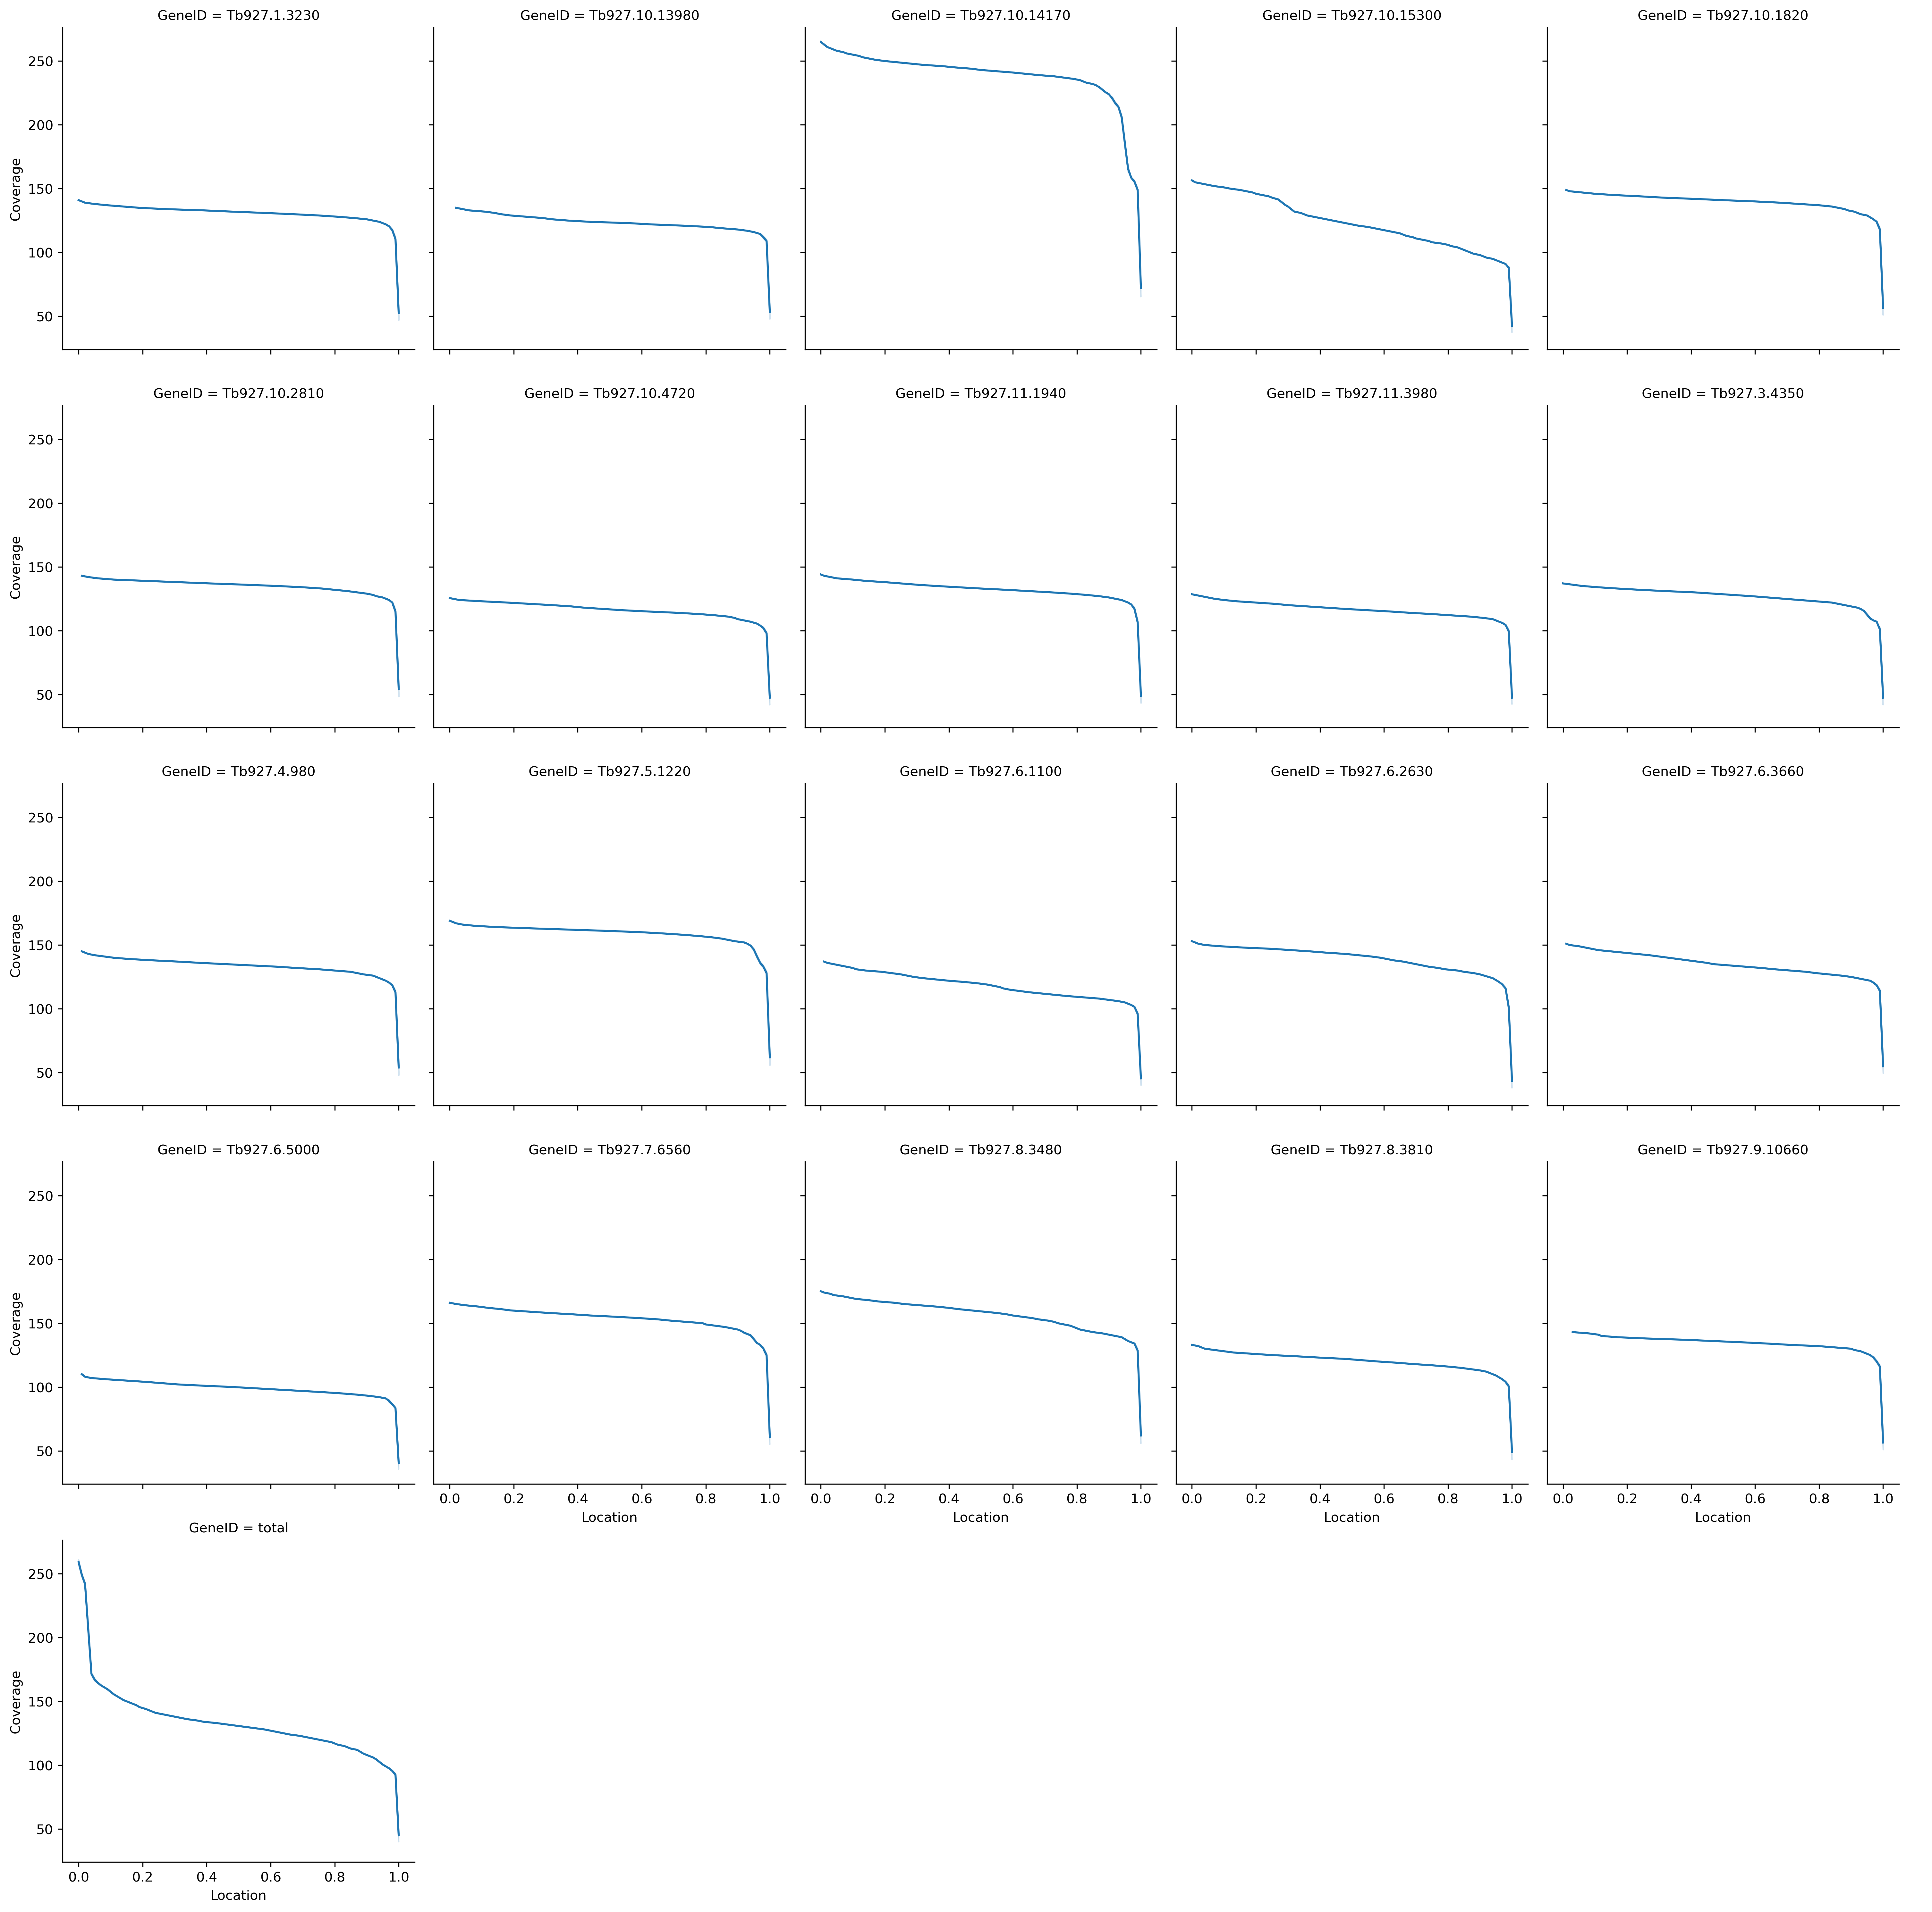 GeneID = Tb927.1.3230
GeneID = Tb927.10.13980
GeneID = Tb927.10.14170
GeneID = Tb927.10.15300
GeneID = Tb927.10.1820
250
200
150
100
50
Coverage
GeneID = Tb927.10.2810
GeneID = Tb927.10.4720
GeneID = Tb927.11.1940
GeneID = Tb927.11.3980
GeneID = Tb927.3.4350
250
200
150
100
50
Coverage
GeneID = Tb927.4.980
GeneID = Tb927.5.1220
GeneID = Tb927.6.1100
GeneID = Tb927.6.2630
GeneID = Tb927.6.3660
250
200
150
100
50
Coverage
GeneID = Tb927.6.5000
GeneID = Tb927.7.6560
GeneID = Tb927.8.3480
GeneID = Tb927.8.3810
GeneID = Tb927.9.10660
250
200
150
100
50
Coverage
0.0 0.2 0.4 0.6 0.8 1.0
Location
0.0 0.2 0.4 0.6 0.8 1.0
Location
0.0 0.2 0.4 0.6 0.8 1.0
Location
0.0 0.2 0.4 0.6 0.8 1.0
Location
GeneID = total
250
200
150
100
50
Coverage
0.0 0.2 0.4 0.6 0.8 1.0
Location